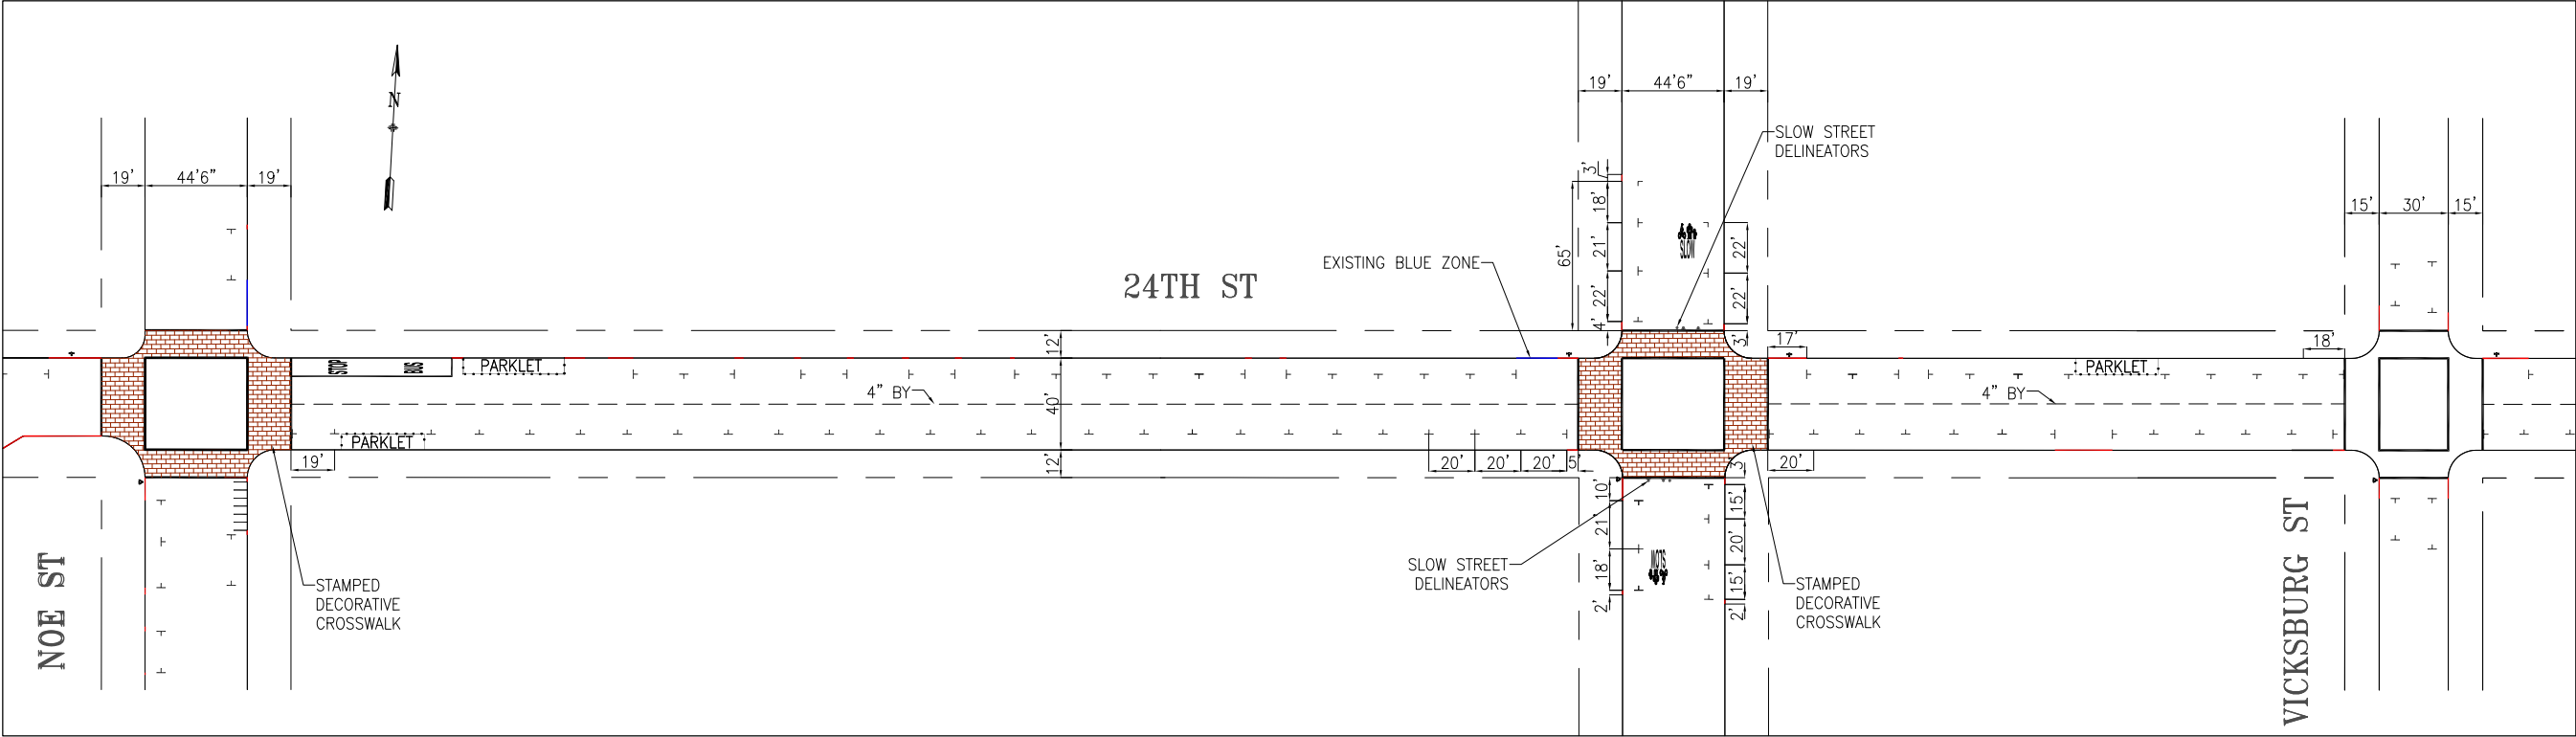 N
19'
44'6"
19'
19'
44'6"
19'
SLOW STREET
DELINEATORS
15'
30'
15'
3'
18'
21'
22'
4'
65'
SLOW
22'
22'
3'
EXISTING BLUE ZONE
24TH ST
12'
40'
12'
17'
18'
STOP
BUS
PARKLET
PARKLET
4" BY
4" BY
PARKLET
19'
20'
20'
20'
5'
20'
3'
10'
21'
18'
2'
SLOW
15'
20'
15'
2'
SLOW STREET
DELINEATORS
STAMPED
DECORATIVE
CROSSWALK
STAMPED
DECORATIVE
CROSSWALK
NOE ST
VICKSBURG ST